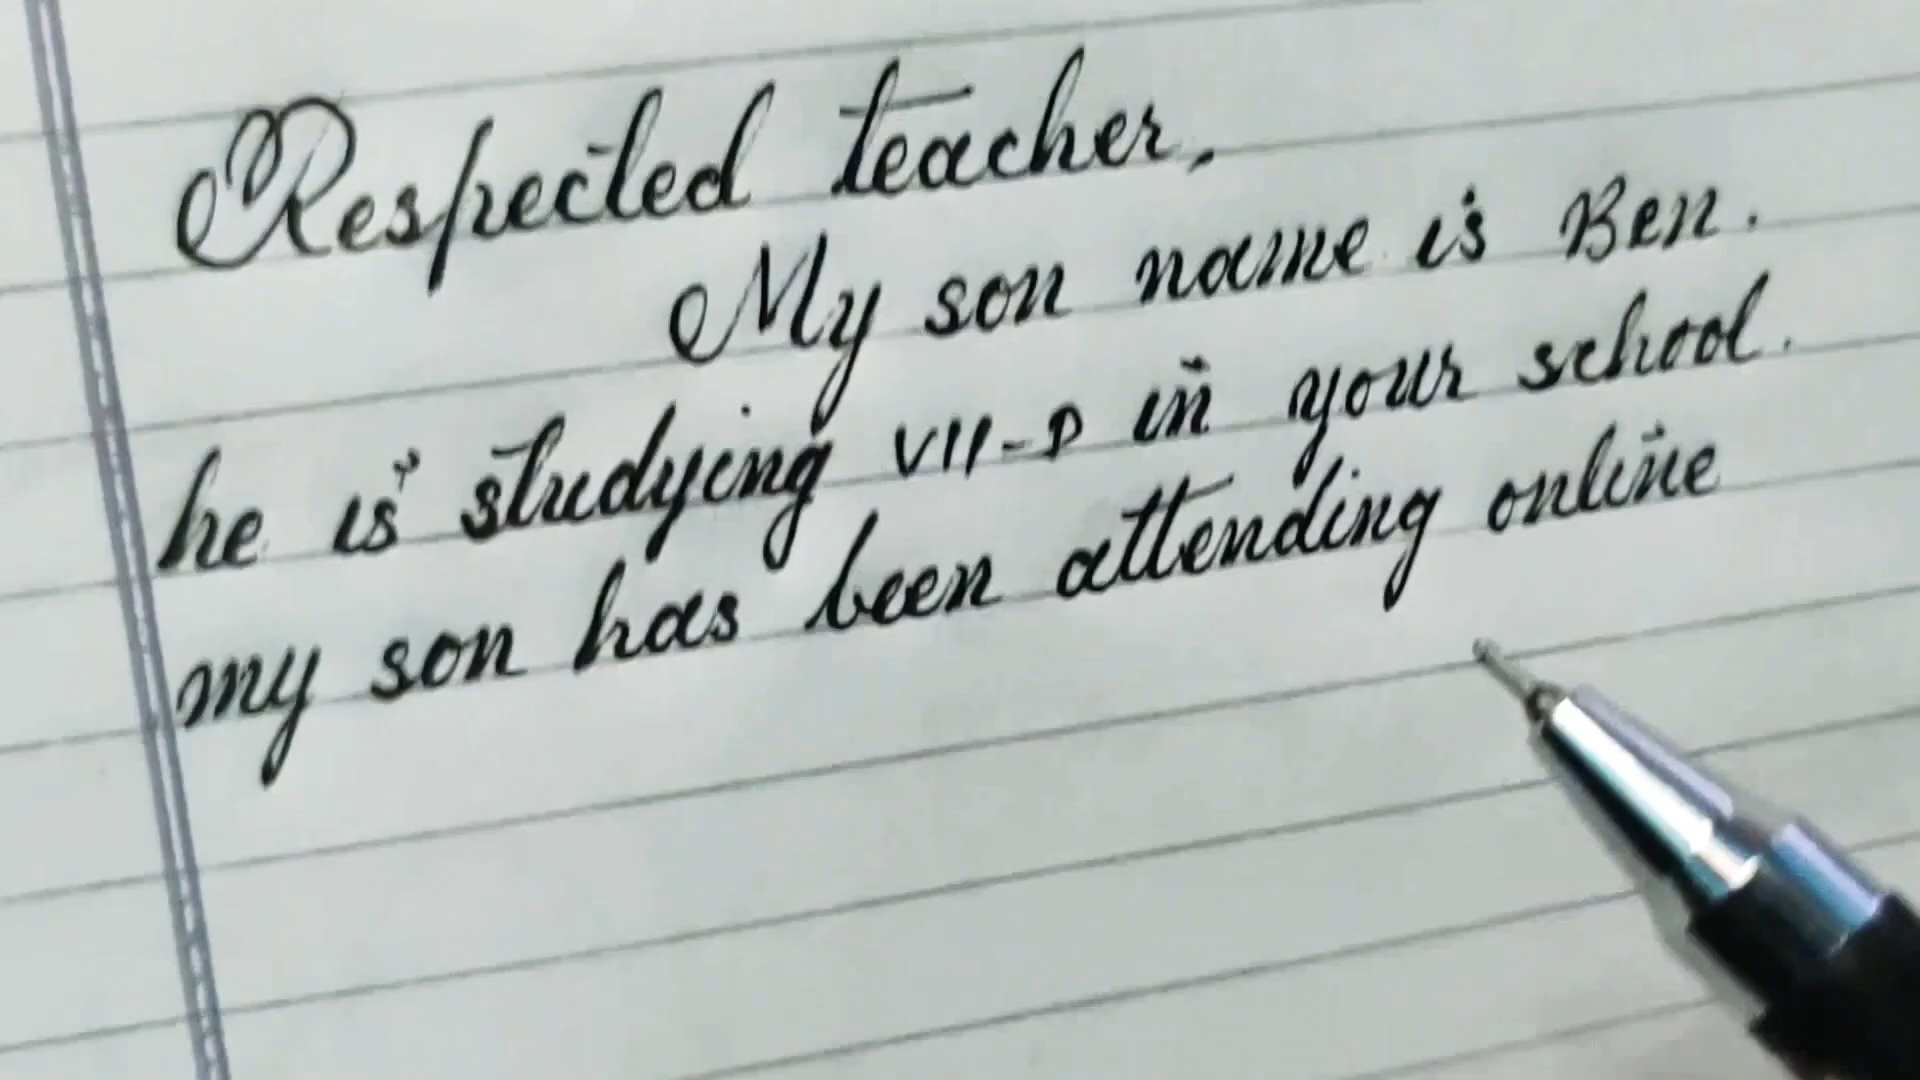 Respected teacher,
My son name is Ben.
he is studying VII-D in your school.
my son has been attending online